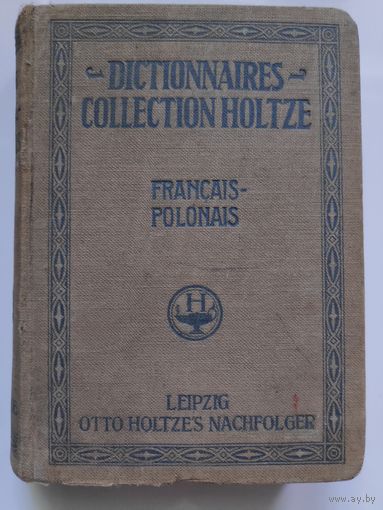 DICTIONNAIRES
COLLECTION HOLTZE
FRANÇAIS-
POLONAIS
H
LEIPZIG
OTTO HOLTZE'S NACHFOLGER
www.ay.by